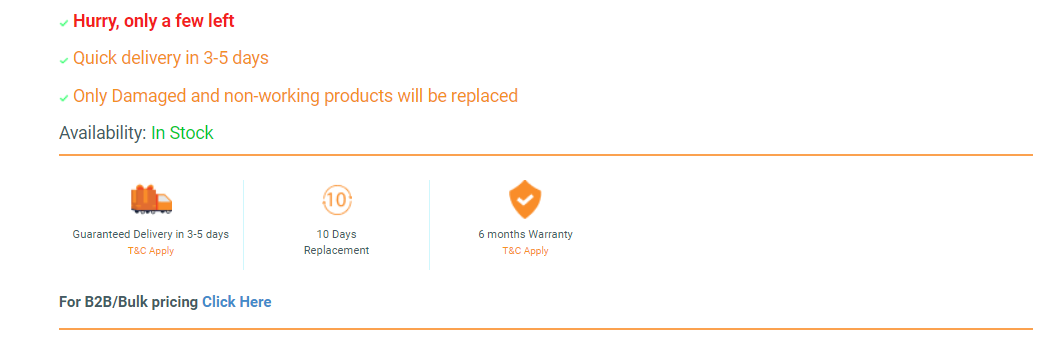 Hurry, only a few left
Quick delivery in 3-5 days
Only Damaged and non-working products will be replaced
Availability: In Stock
10
Guaranteed Delivery in 3-5 days
T&C Apply
10 Days
Replacement
6 months Warranty
T&C Apply
For B2B/Bulk pricing Click Here